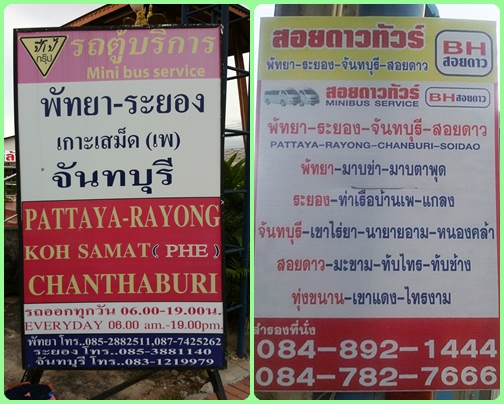 ปิเปิ
กรุ๊ป
รถตู้บริการ
Mini bus service
พัทยา-ระยอง
เกาะเสม็ด (เพ)
จันทบุรี
PATTAYA-RAYONG
KOH SAMAT( PHE )
CHANTHABURI
รถออกทุกวัน 06.00-19.00น.
EVERYDAY 06.00 am.-19.00pm.
พัทยา โทร..085-2882511,087-7425262
ระยอง โทร..085-3881140
จันทบุรี โทร..083-1219979
สอยดาวทัวร์
BH
สอยดาว
พัทยา-ระยอง-จันทบุรี-สอยดาว
สอยดาวทัวร์
MINIBUS SERVICE
BHสอยดาว
พัทยา-ระยอง-จันทบุรี-สอยดาว
PATTAYA-RAYONG-CHANBURI-SOIDAO
พัทยา-มาบข่า-มาบตาพุด
ระยอง-ท่าเรือบ้านเพ-แกลง
จันทบุรี-เขาไร่ยา-นายายอาม-หนองคล้า
สอยดาว-มะขาม-ทับไทร-ทับช้าง
ทุ่งขนาน-เขาแดง-ไทรงาม
สำรองที่นั่ง
084-892-1444
084-782-7666